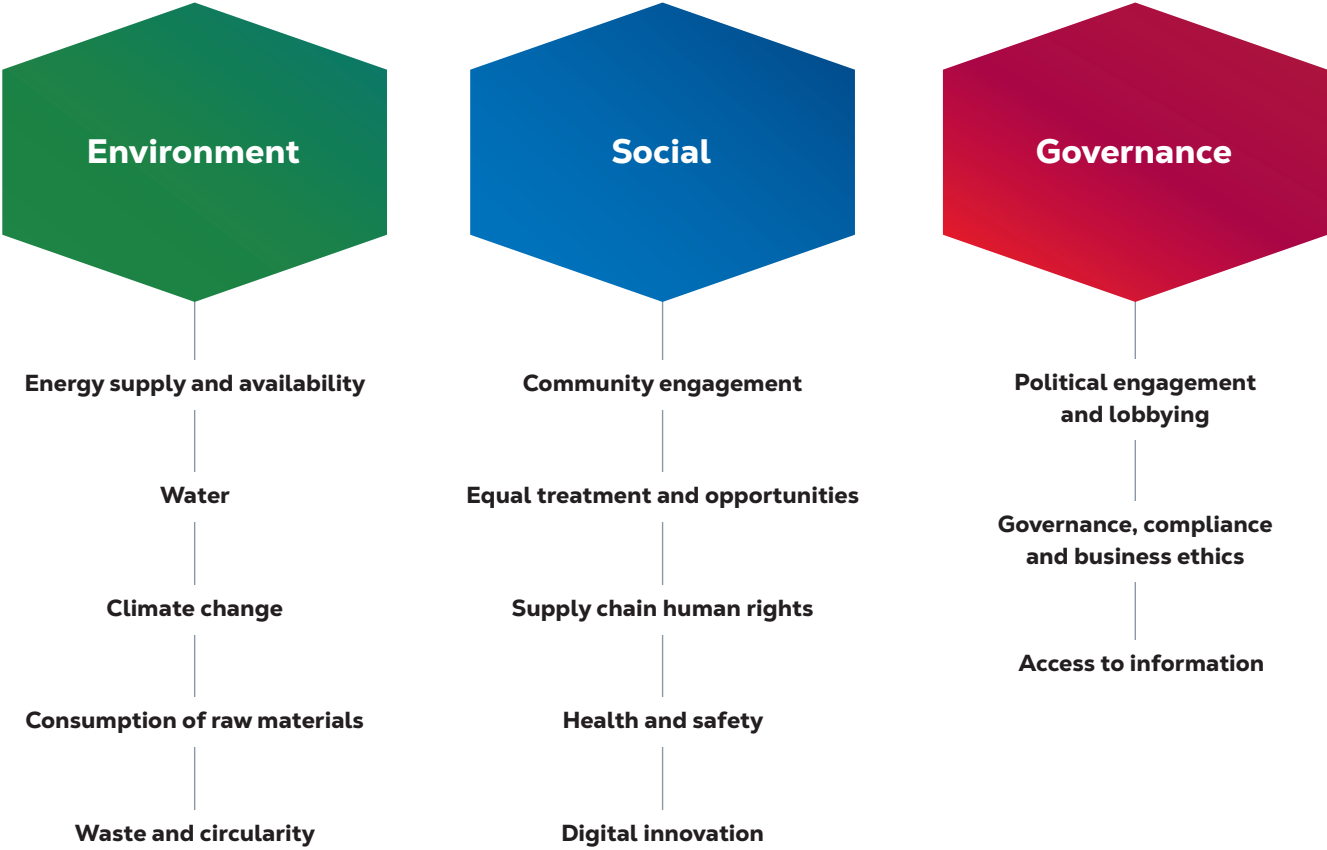 Environment
Energy supply and availability
Water
Climate change
Consumption of raw materials
Waste and circularity
Social
Community engagement
Equal treatment and opportunities
Supply chain human rights
Health and safety
Digital innovation
Governance
Political engagement
and lobbying
Governance, compliance
and business ethics
Access to information